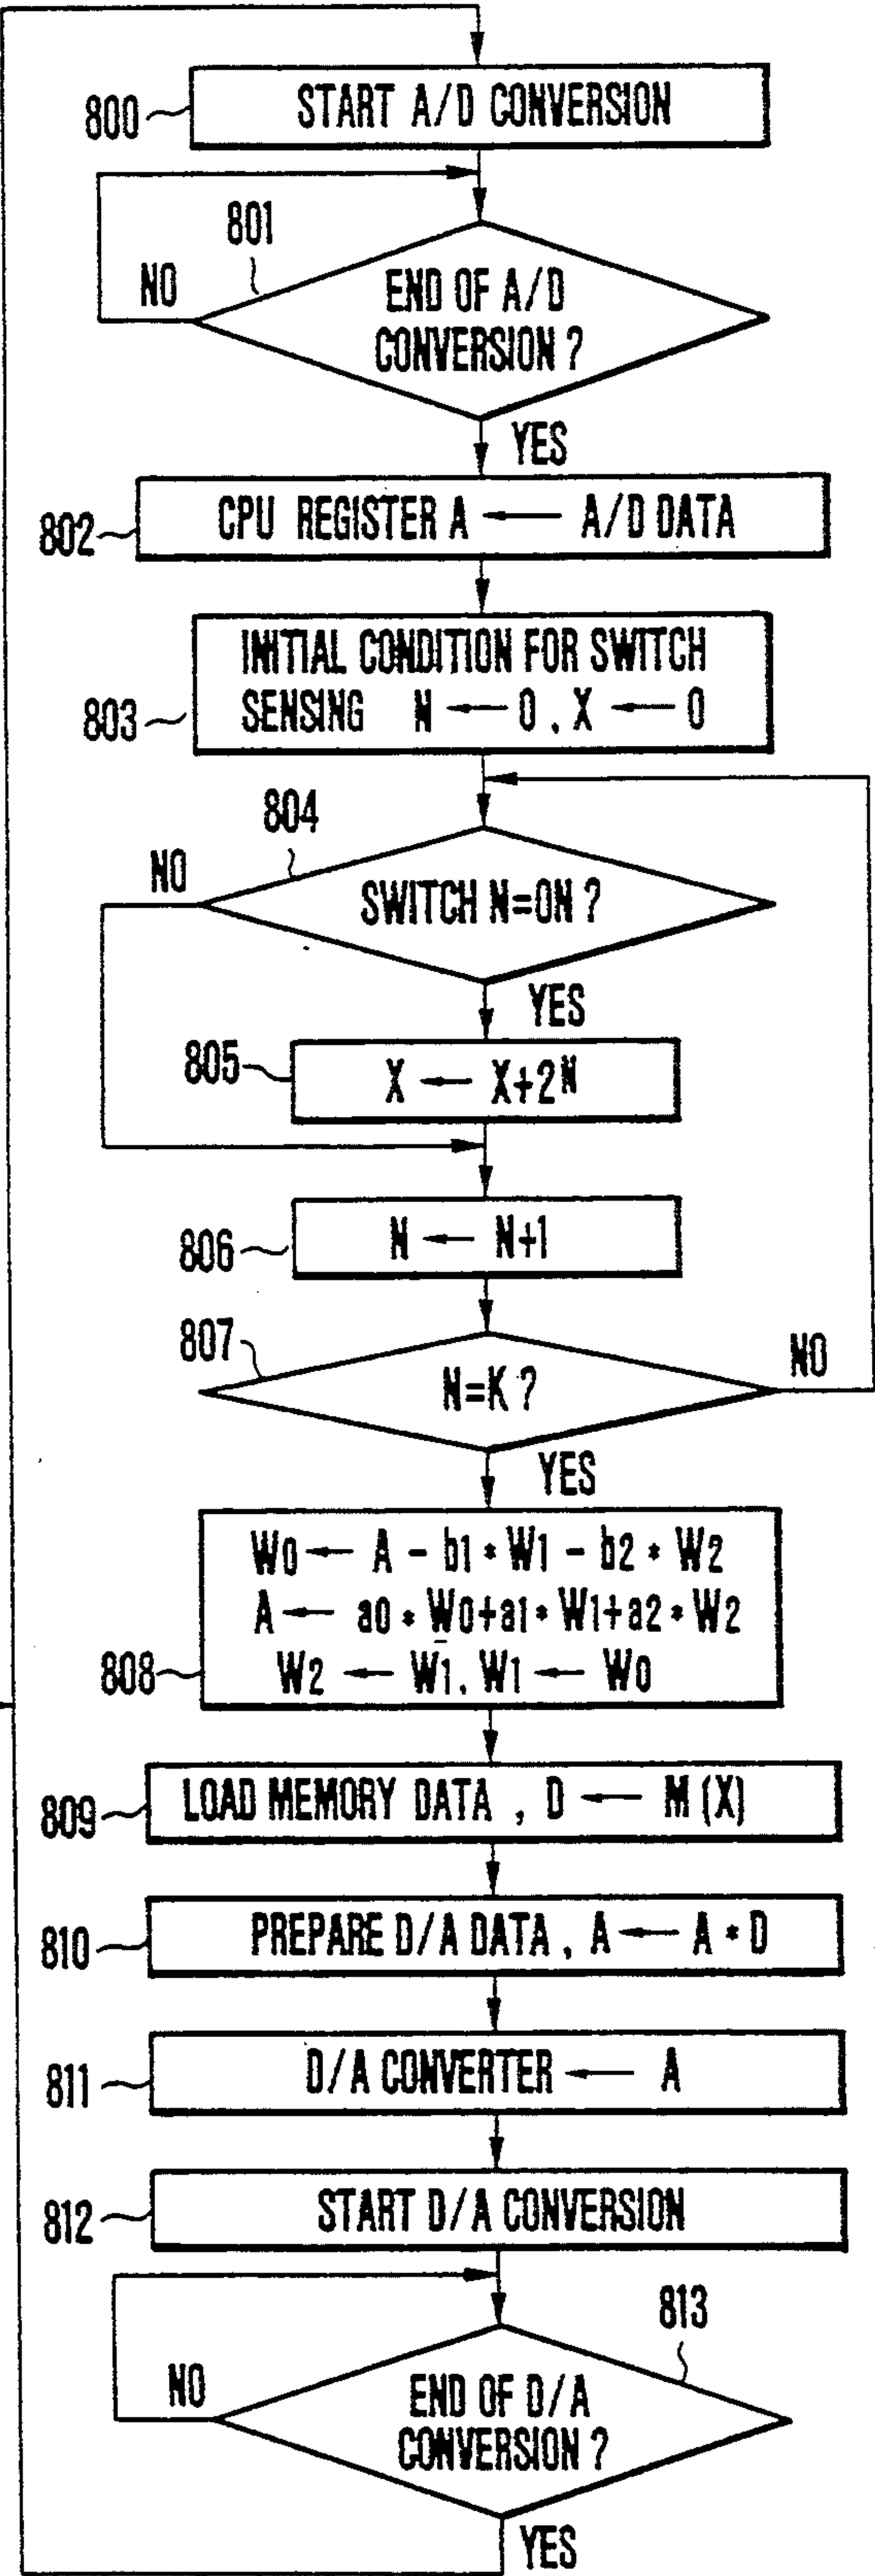 800 START A/D CONVERSION
801
NO
END OF A/D
CONVERSION ?
YES
802 CPU REGISTER A ← A/D DATA
INITIAL CONDITION FOR SWITCH
803 SENSING N ← 0 , X ← 0
804
NO
SWITCH N=ON ?
YES
805 X ← X+2^N
806 N ← N+1
807
NO
N=K ?
YES
W0 ← A - b1 * W1 - b2 * W2
A ← a0 * W0+a1 * W1+a2 * W2
808 W2 ← W1, W1 ← W0
809 LOAD MEMORY DATA , D ← M (X)
810 PREPARE D/A DATA , A ← A * D
811 D/A CONVERTER ← A
812 START D/A CONVERSION
813
NO
END OF D/A
CONVERSION ?
YES